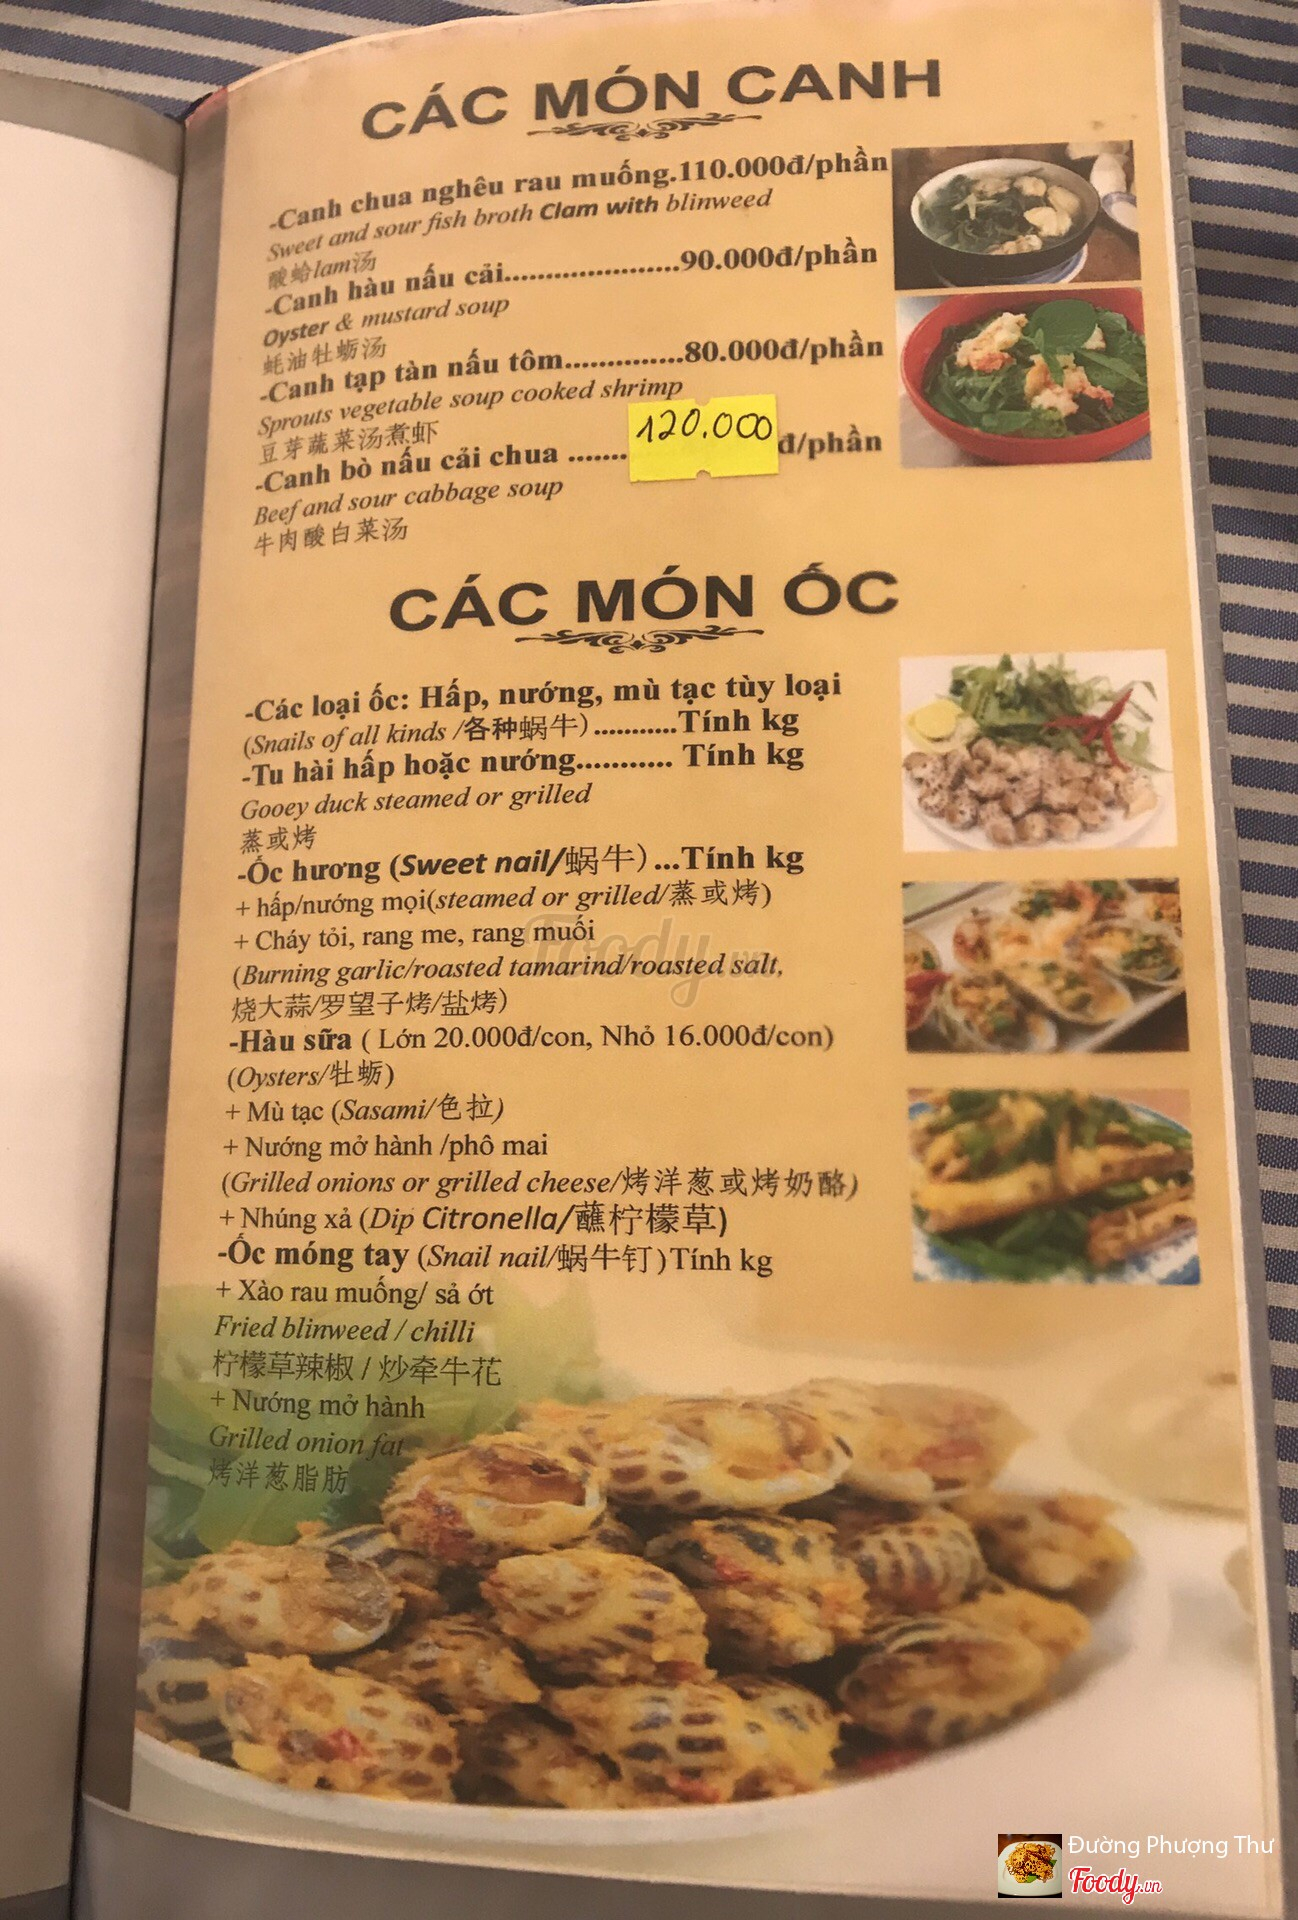 CÁC MÓN CANH
-Canh chua nghêu rau muống.110.000đ/phần
Sweet and sour fish broth Clam with blinweed
酸蛤lam汤
-Canh hàu nấu cải.....................90.000đ/phần
Oyster & mustard soup
蚝油牡蛎汤
-Canh tạp tàn nấu tôm..............80.000đ/phần
Sprouts vegetable soup cooked shrimp
豆芽蔬菜汤煮虾
-Canh bò nấu cải chua .......120.000đ/phần
Beef and sour cabbage soup
牛肉酸白菜汤
CÁC MÓN ỐC
-Các loại ốc: Hấp, nướng, mù tạc tùy loại
(Snails of all kinds /各种蜗牛)............Tính kg
-Tu hài hấp hoặc nướng............ Tính kg
Gooey duck steamed or grilled
蒸或烤
-Ốc hương (Sweet nail/蜗牛)...Tính kg
+ hấp/nướng mọi(steamed or grilled/蒸或烤)
+ Cháy tỏi, rang me, rang muối
(Burning garlic/roasted tamarind/roasted salt,
烧大蒜/罗望子烤/盐烤)
-Hàu sữa ( Lớn 20.000đ/con, Nhỏ 16.000đ/con)
(Oysters/牡蛎)
+ Mù tạc (Sasami/色拉)
+ Nướng mở hành /phô mai
(Grilled onions or grilled cheese/烤洋葱或烤奶酪)
+ Nhúng xả (Dip Citronella/蘸柠檬草)
-Ốc móng tay (Snail nail/蜗牛钉)Tính kg
+ Xào rau muống/ sả ớt
Fried blinweed / chilli
柠檬草辣椒 / 炒牵牛花
+ Nướng mở hành
Grilled onion fat
烤洋葱脂肪
Foody.vn
Đường Phượng Thư
Foody.vn